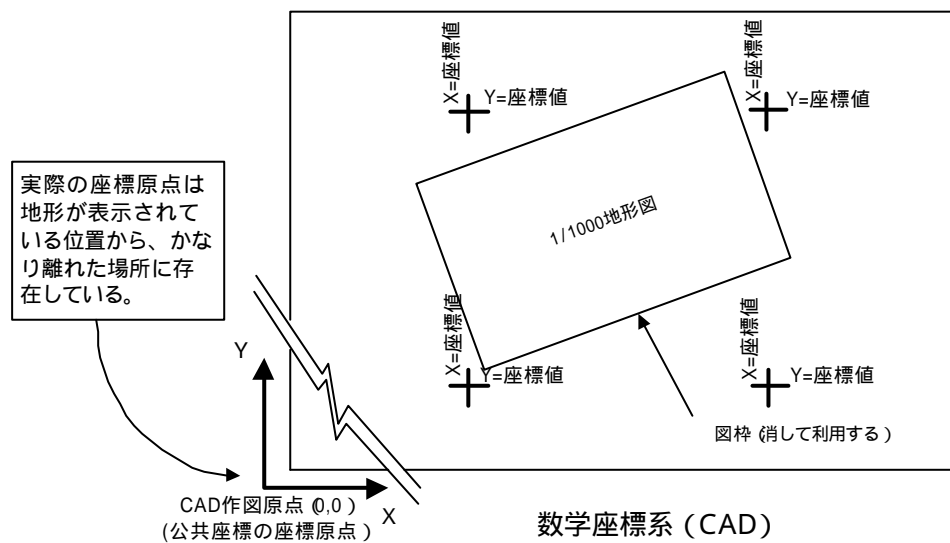 X=座標値
Y=座標値
X=座標値
Y=座標値
実際の座標原点は
地形が表示されて
いる位置から、かな
り離れた場所に存
在している。
1/1000地形図
X=座標値
Y=座標値
X=座標値
Y=座標値
Y
図枠(消して利用する)
X
CAD作図原点(0,0)
(公共座標の座標原点)
数学座標系(CAD)